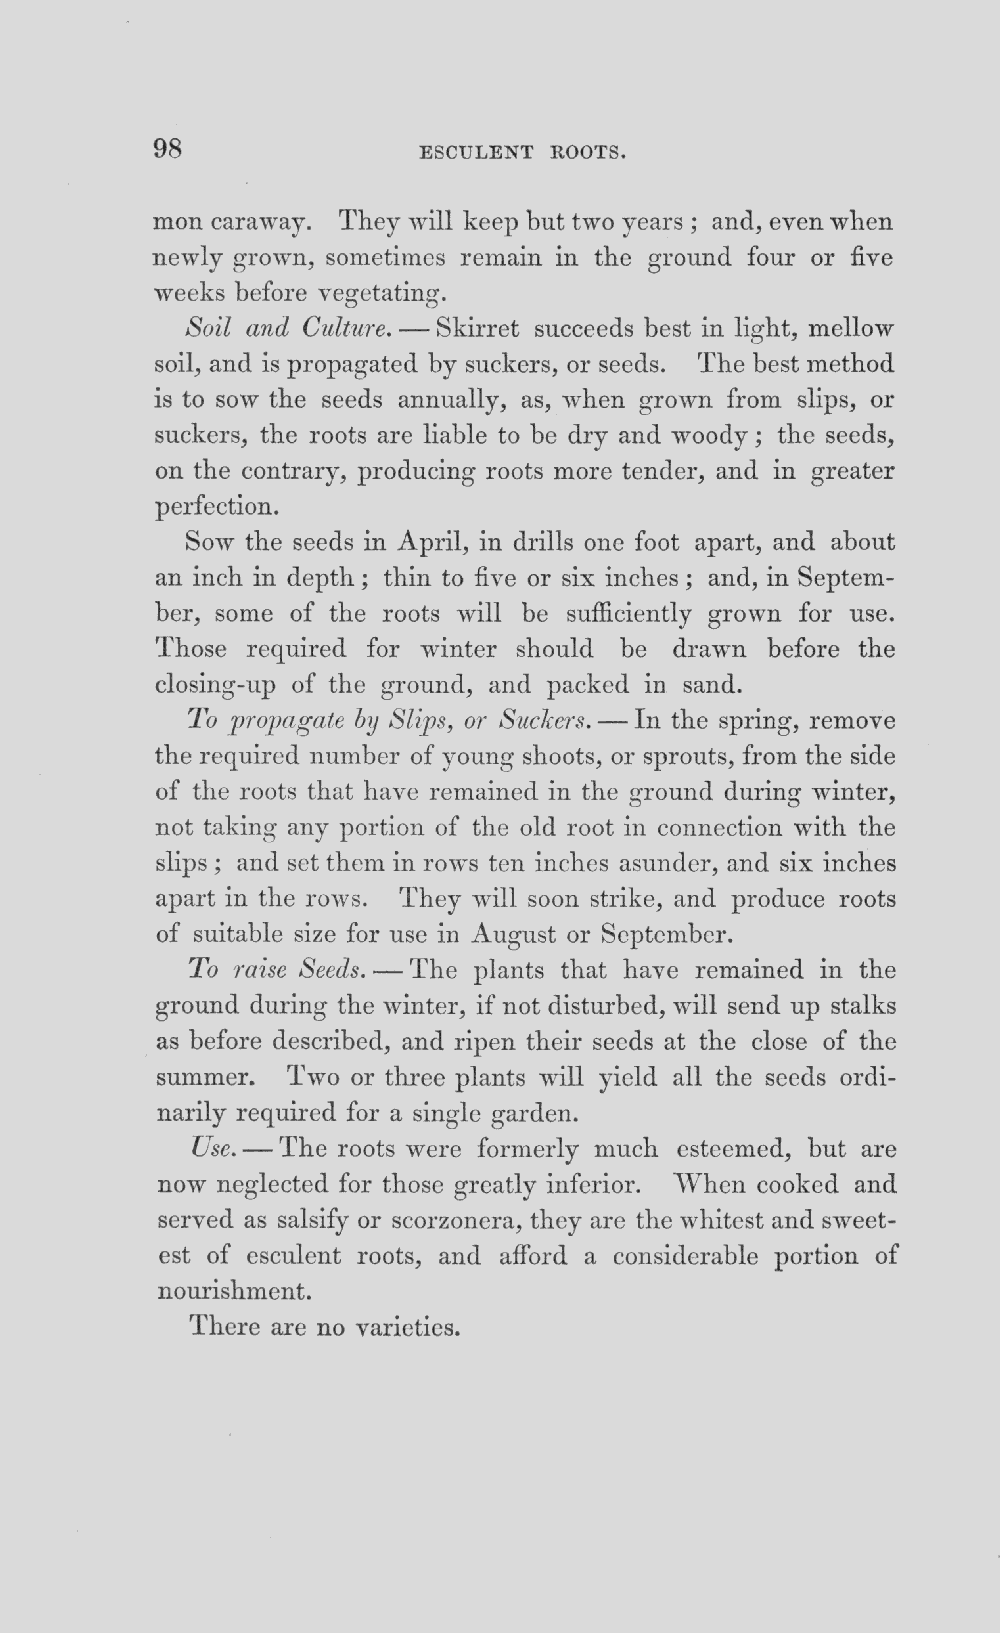 98 ESCULENT ROOTS.
mon caraway. They will keep but two years; and, even when
newly grown, sometimes remain in the ground four or five
weeks before vegetating.
Soil and Culture. — Skirret succeeds best in light, mellow
soil, and is propagated by suckers, or seeds. The best method
is to sow the seeds annually, as, when grown from slips, or
suckers, the roots are liable to be dry and woody; the seeds,
on the contrary, producing roots more tender, and in greater
perfection.
Sow the seeds in April, in drills one foot apart, and about
an inch in depth; thin to five or six inches; and, in Septem-
ber, some of the roots will be sufficiently grown for use.
Those required for winter should be drawn before the
closing-up of the ground, and packed in sand.
To propagate by Slips, or Suckers. — In the spring, remove
the required number of young shoots, or sprouts, from the side
of the roots that have remained in the ground during winter,
not taking any portion of the old root in connection with the
slips; and set them in rows ten inches asunder, and six inches
apart in the rows. They will soon strike, and produce roots
of suitable size for use in August or September.
To raise Seeds. — The plants that have remained in the
ground during the winter, if not disturbed, will send up stalks
as before described, and ripen their seeds at the close of the
summer. Two or three plants will yield all the seeds ordi-
narily required for a single garden.
Use. — The roots were formerly much esteemed, but are
now neglected for those greatly inferior. When cooked and
served as salsify or scorzonera, they are the whitest and sweet-
est of esculent roots, and afford a considerable portion of
nourishment.
There are no varieties.